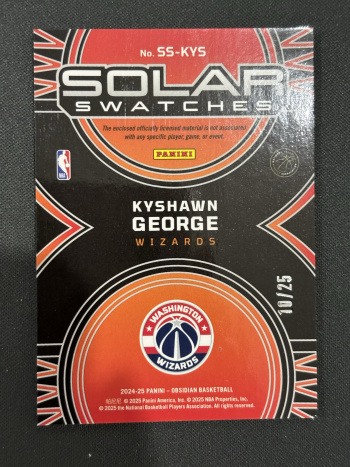 No. SS-KYS
SOLAR
SWATCHES
The enclosed officially licensed material is not associated
with any specific player, game, or event.
PANINI
NBA
KYSHAWN
GEORGE
WIZARDS
10/25
WASHINGTON
WIZARDS
2024-25 PANINI – OBSIDIAN BASKETBALL
© 2025 Panini America, Inc. © 2025 NBA Properties, Inc.
© 2025 the National Basketball Players Association. All rights reserved.